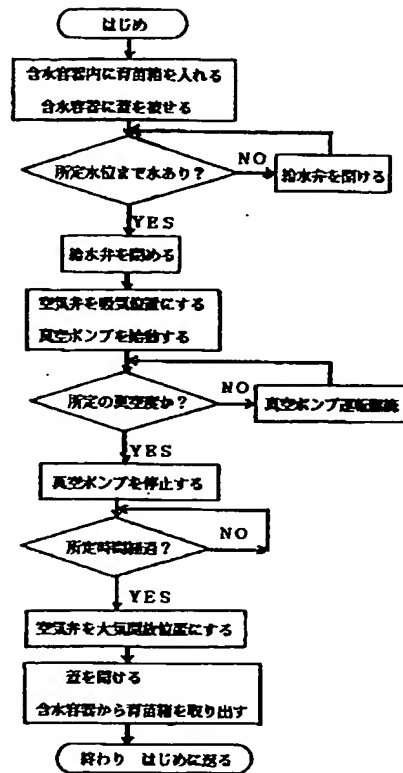 はじめ
含水容器内に育苗箱を入れる
含水容器に蓋を被せる
所定水位まで水あり？
NO
給水弁を開ける
YES
給水弁を閉める
空気弁を吸気位置にする
真空ポンプを始動する
所定の真空度か？
NO
真空ポンプ運転継続
YES
真空ポンプを停止する
所定時間経過？
NO
YES
空気弁を大気開放位置にする
蓋を開ける
含水容器から育苗箱を取り出す
終わり はじめに返る